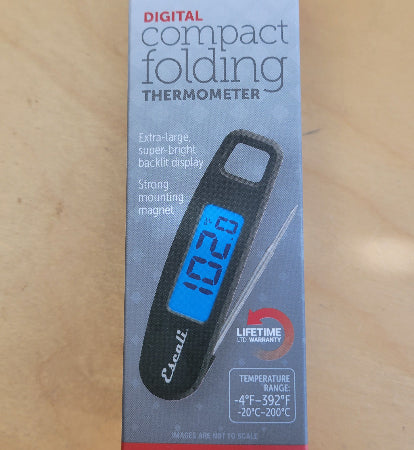 DIGITAL
compact
folding
THERMOMETER
Extra-large,
super-bright
backlit display
Strong
mounting
magnet
102.0
Escali
LIFETIME
LTD WARRANTY
TEMPERATURE
RANGE:
-4°F–392°F
-20°C–200°C
IMAGES ARE NOT TO SCALE